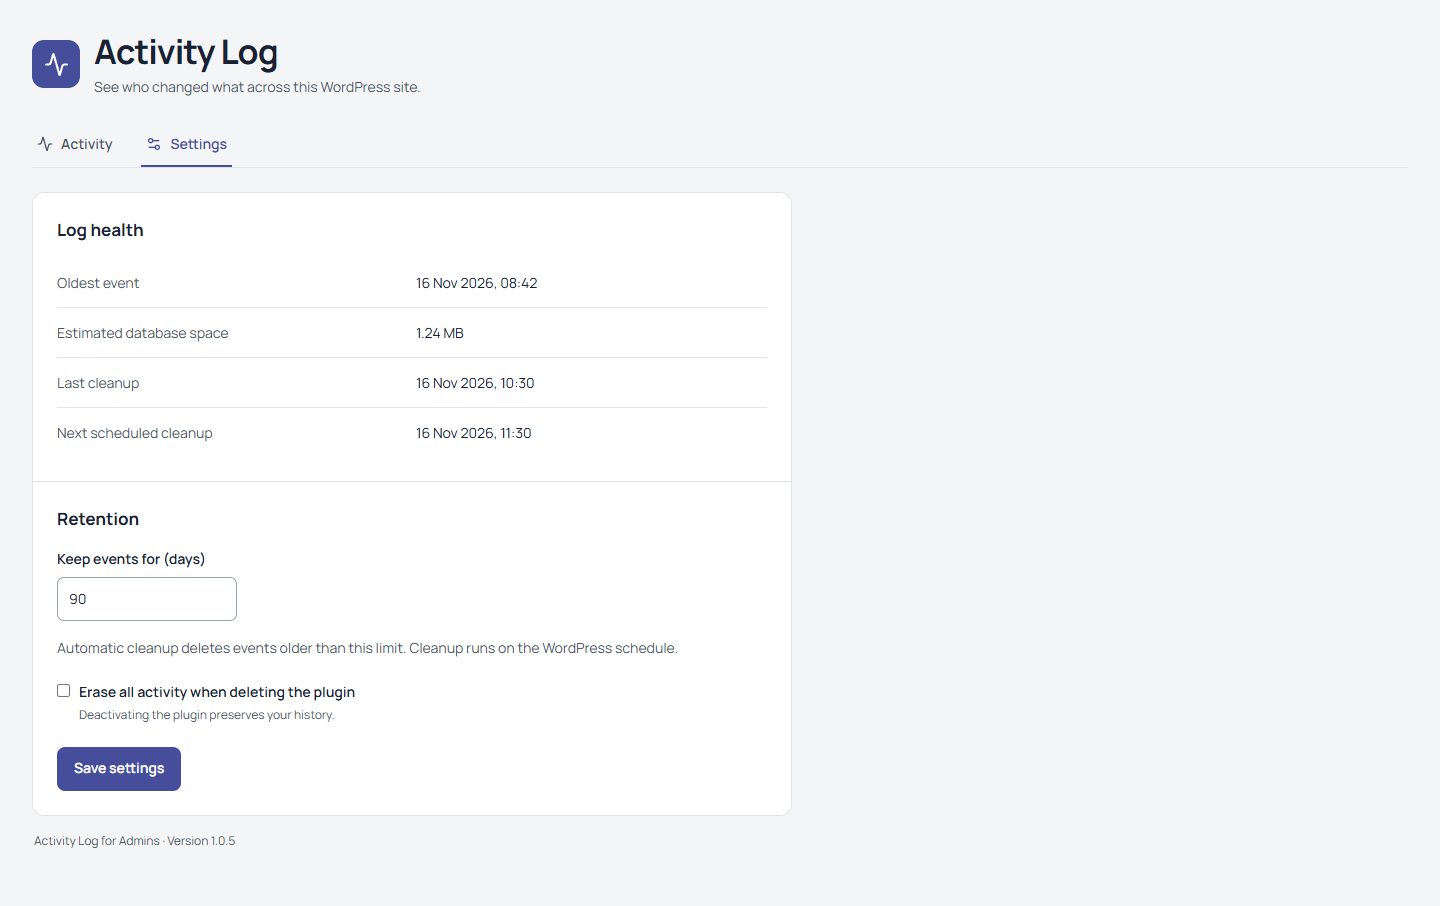 Activity Log
See who changed what across this WordPress site.
Activity
Settings
Log health
Oldest event 16 Nov 2026, 08:42
Estimated database space 1.24 MB
Last cleanup 16 Nov 2026, 10:30
Next scheduled cleanup 16 Nov 2026, 11:30
Retention
Keep events for (days)
90
Automatic cleanup deletes events older than this limit. Cleanup runs on the WordPress schedule.
Erase all activity when deleting the plugin
Deactivating the plugin preserves your history.
Save settings
Activity Log for Admins · Version 1.0.5